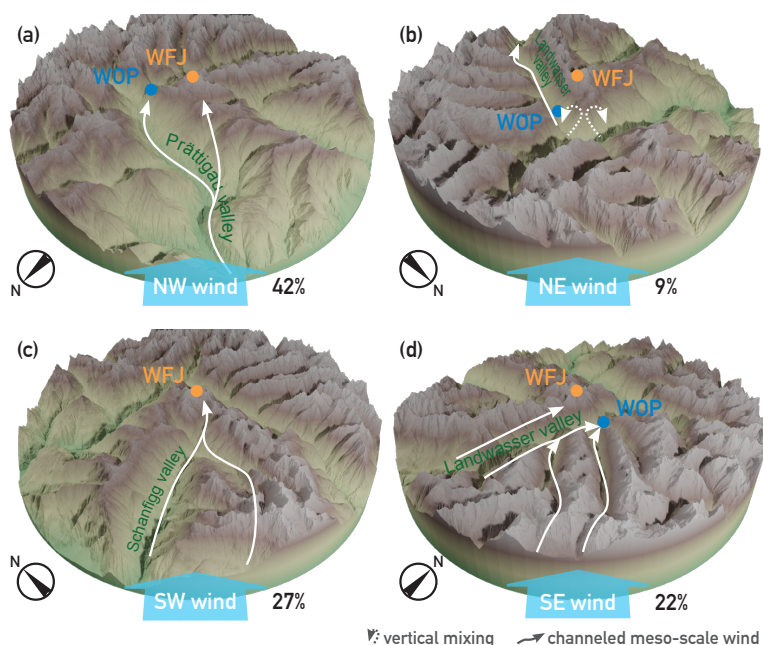 (a)
WFJ
WOP
Prättigau valley
N
NW wind 42%
(b)
Landwasser
valley
WFJ
WOP
N
NE wind 9%
(c)
WFJ
Schanfigg valley
N
SW wind 27%
(d)
WFJ
WOP
Landwasser valley
N
SE wind 22%
vertical mixing channeled meso-scale wind